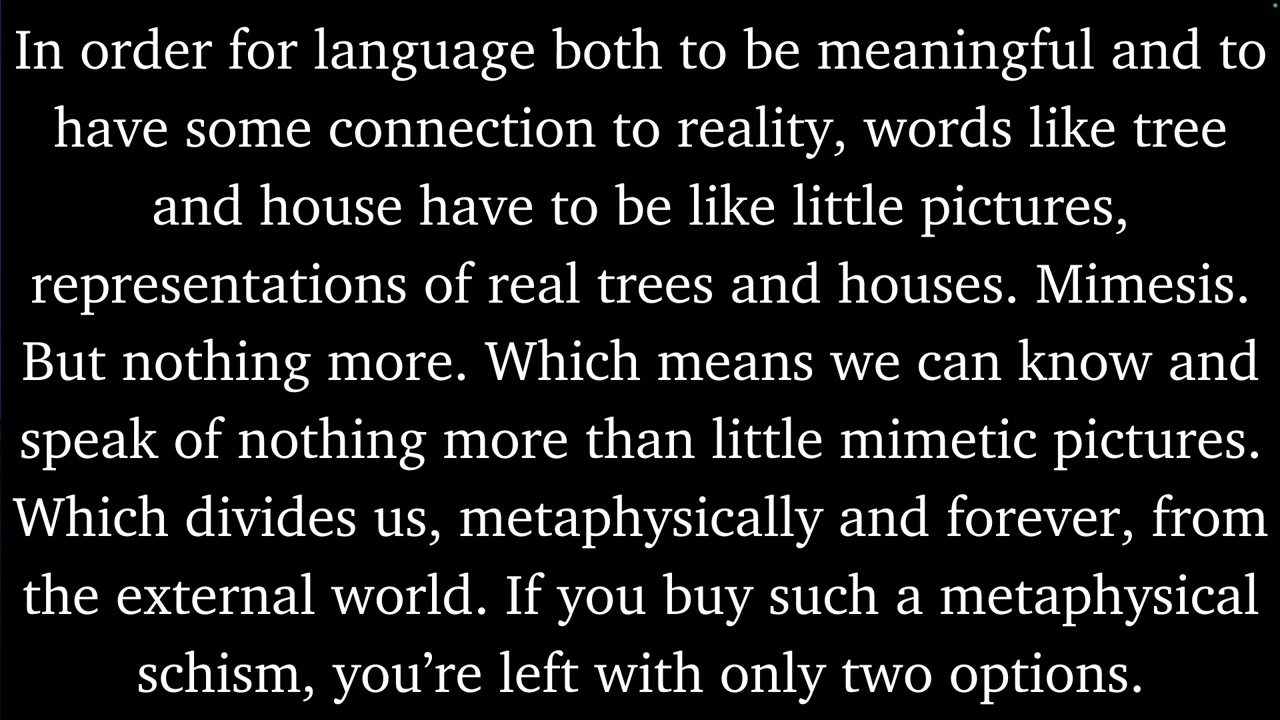 In order for language both to be meaningful and to
have some connection to reality, words like tree
and house have to be like little pictures,
representations of real trees and houses. Mimesis.
But nothing more. Which means we can know and
speak of nothing more than little mimetic pictures.
Which divides us, metaphysically and forever, from
the external world. If you buy such a metaphysical
schism, you’re left with only two options.